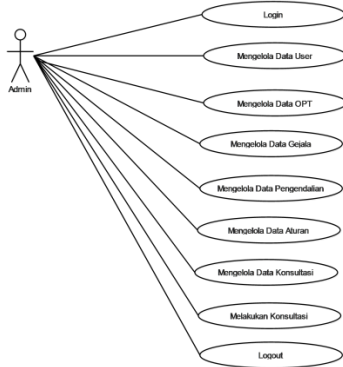 Login
Mengelola Data User
Admin
Mengelola Data OPT
Mengelola Data Gejala
Mengelola Data Pengendalian
Mengelola Data Aturan
Mengelola Data Konsultasi
Melakukan Konsultasi
Logout